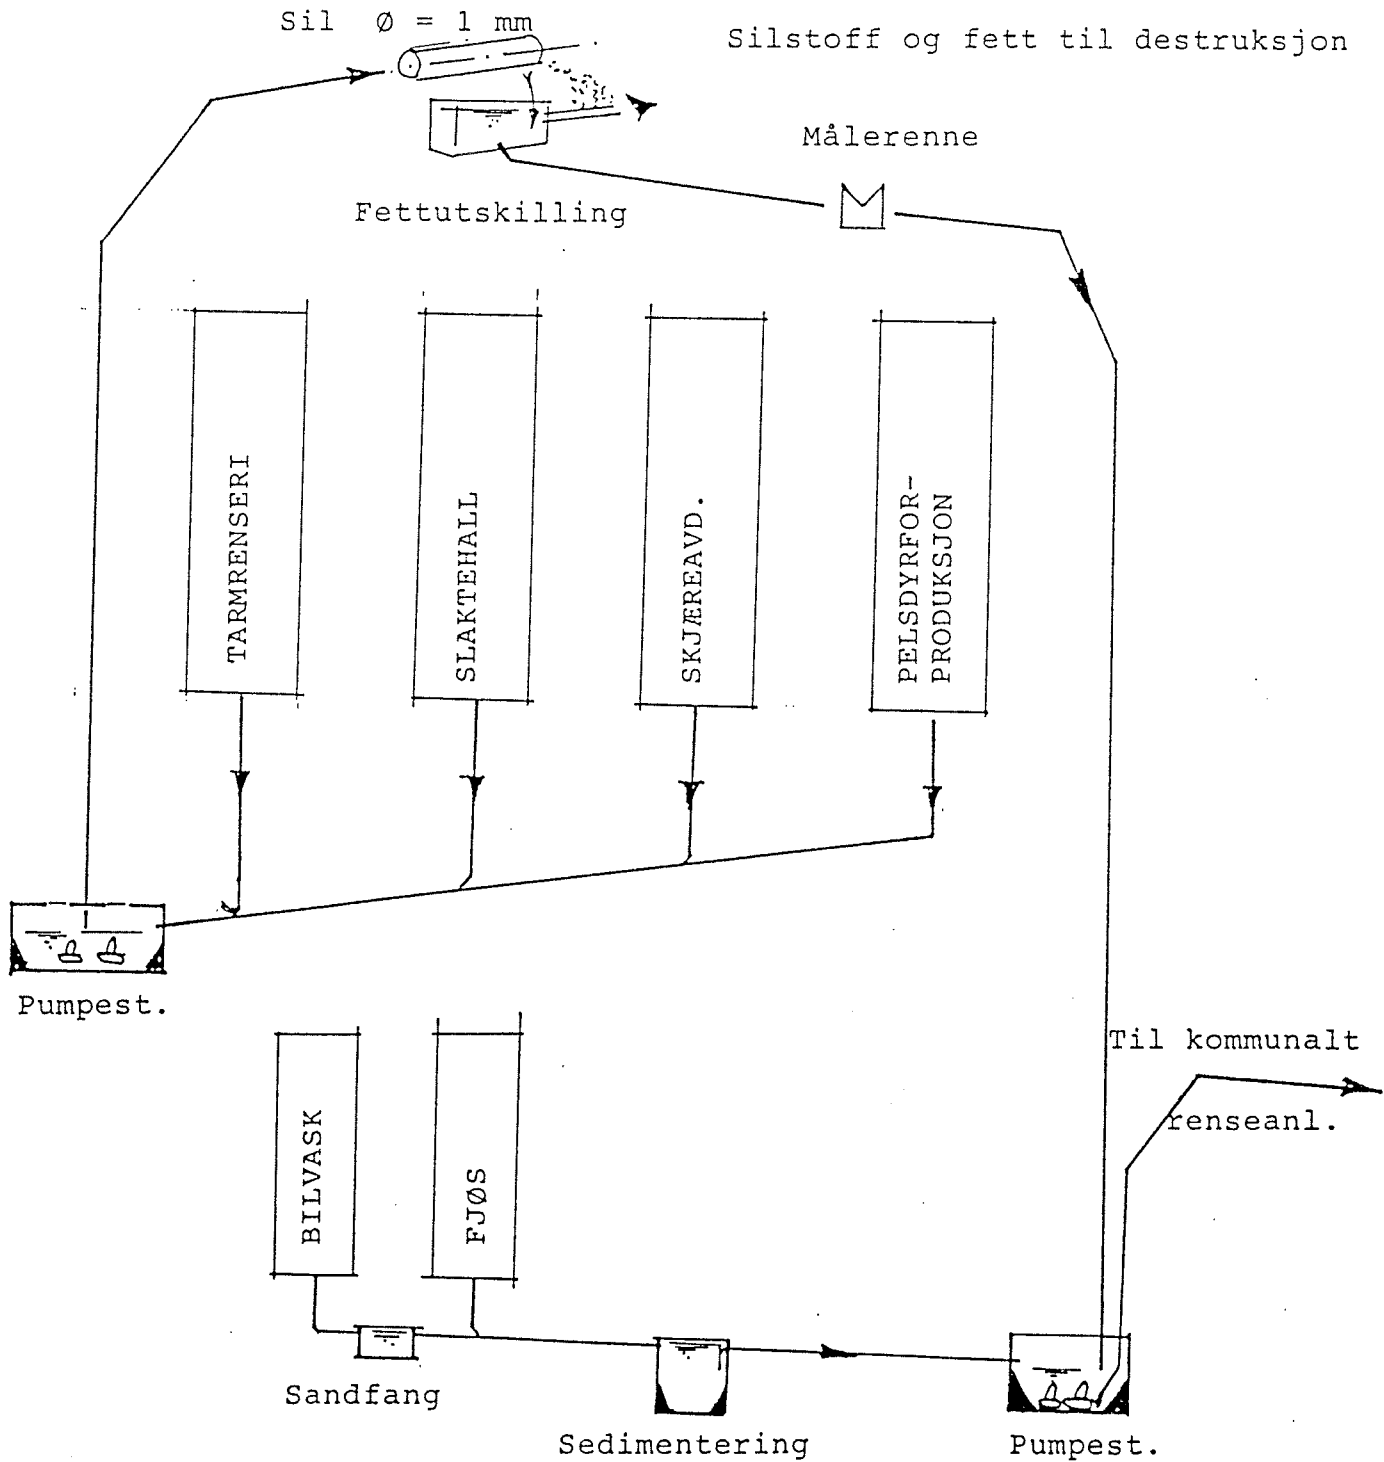 Sil Ø = 1 mm
Silstoff og fett til destruksjon
Målerenne
Fettutskilling
TARMRENSERI
SLAKTEHALL
SKJÆREAVD.
PELSDYRFOR-
PRODUKSJON
Pumpest.
Til kommunalt
renseanl.
BILVASK
FJØS
Sandfang
Sedimentering
Pumpest.